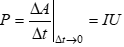 P = ΔA/Δt |Δt→0 = IU